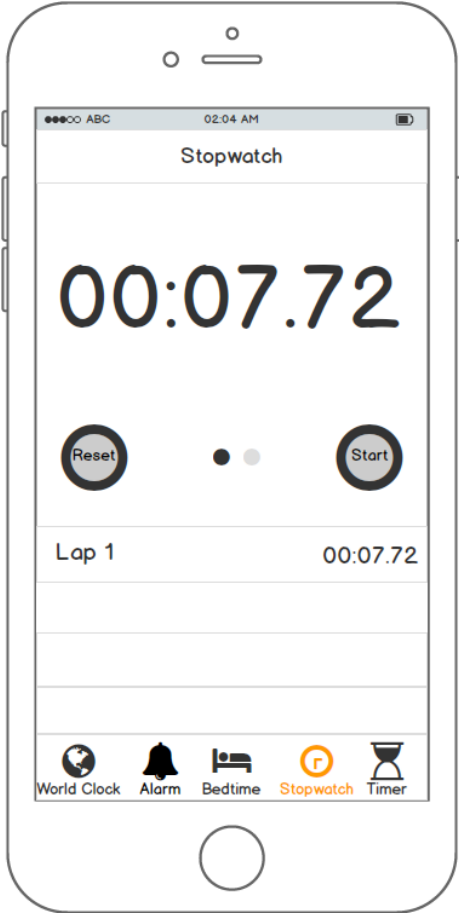 ABC 02:04 AM
Stopwatch
00:07.72
Reset Start
Lap 1 00:07.72
r
World Clock Alarm Bedtime Stopwatch Timer